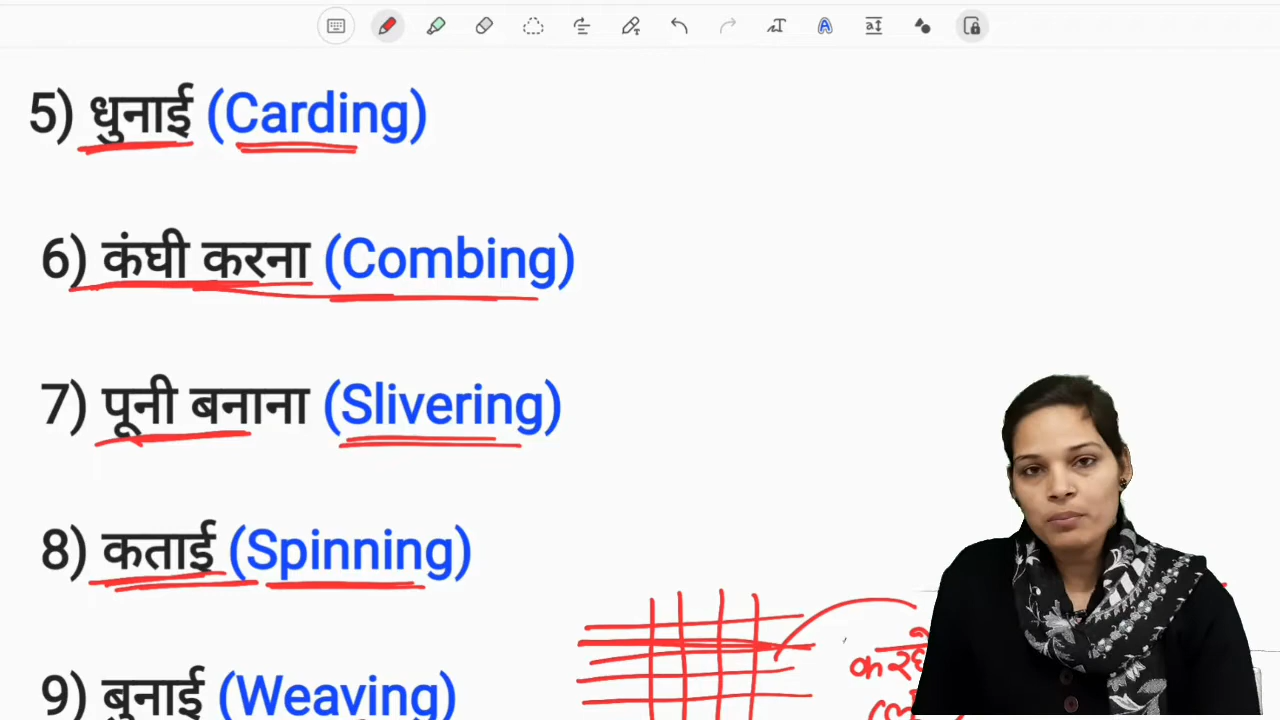 5) धुनाई (Carding)
6) कंघी करना (Combing)
7) पूनी बनाना (Slivering)
8) कताई (Spinning)
9) बुनाई (Weaving)